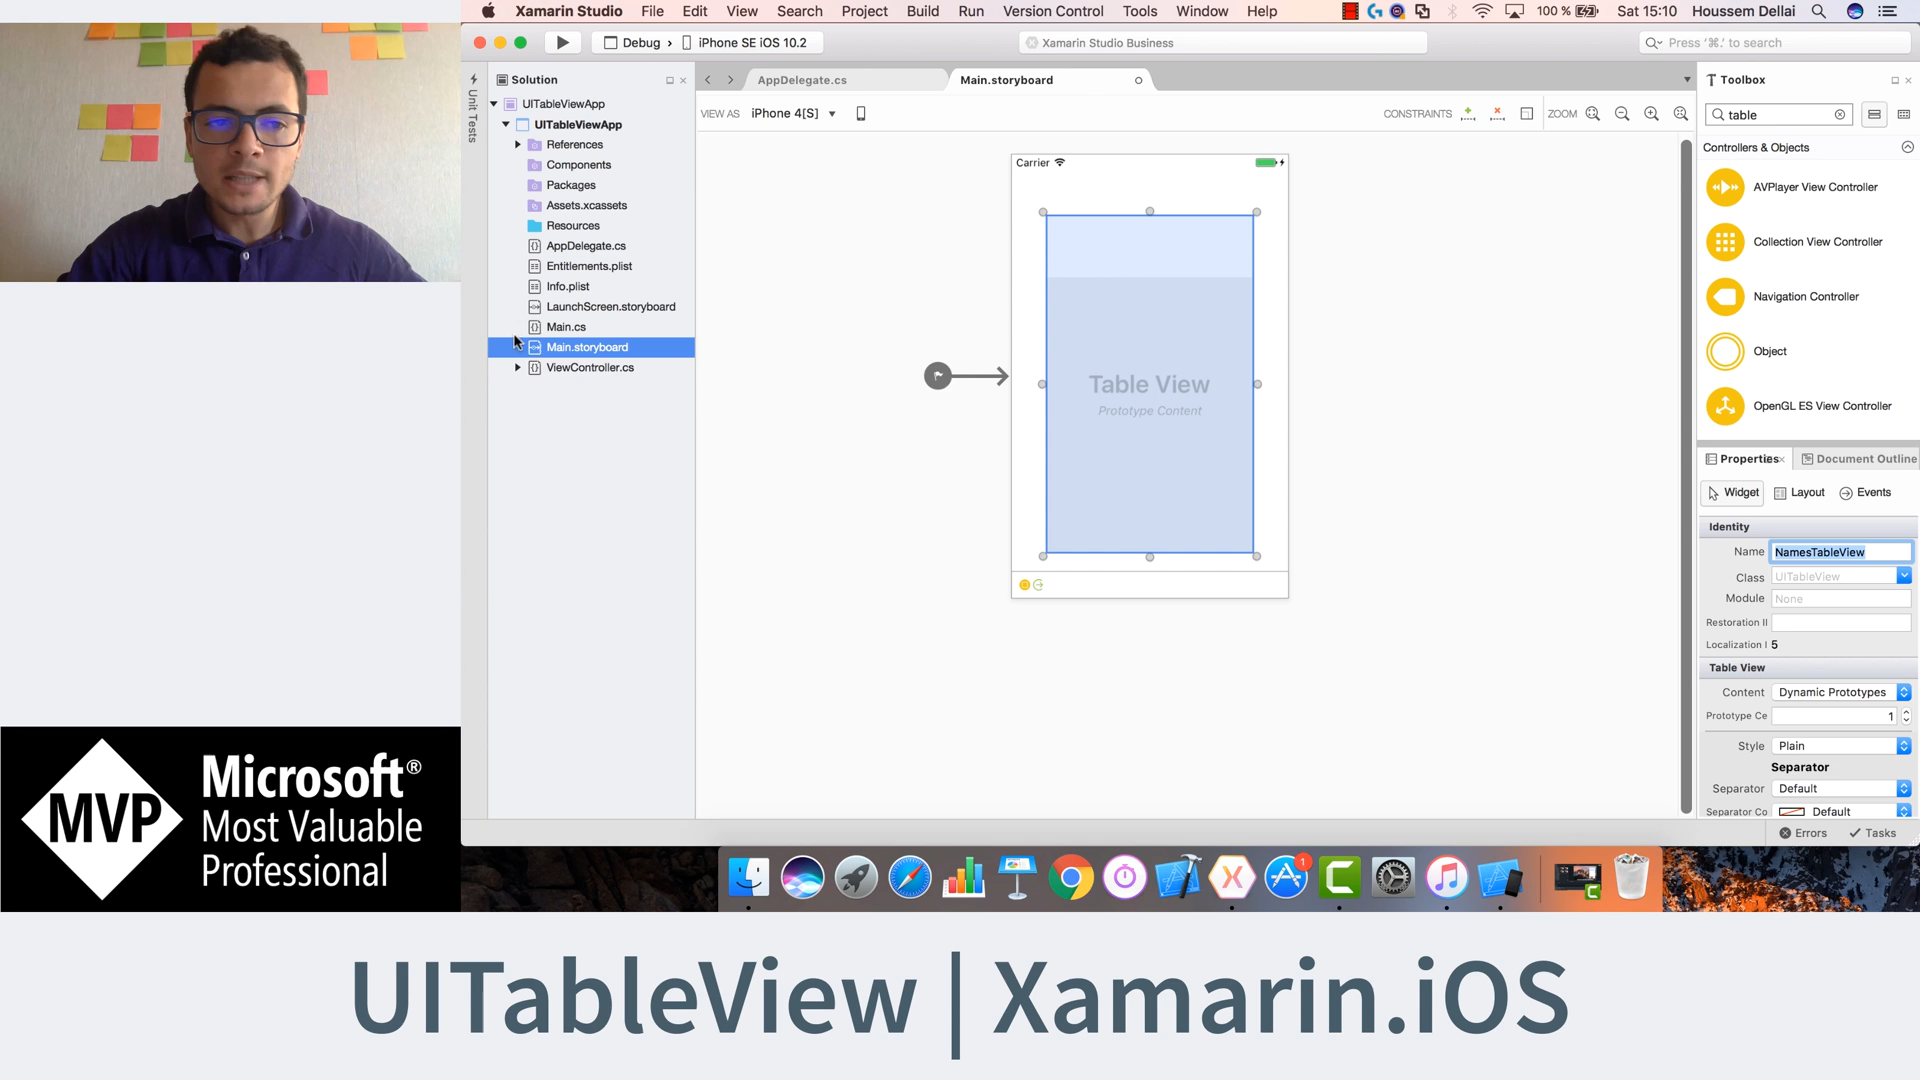 Xamarin Studio File Edit View Search Project Build Run Version Control Tools Window Help 100 % Sat 15:10 Houssem Dellai
Debug › iPhone SE iOS 10.2 Xamarin Studio Business Press '⌘.' to search
Unit Tests
Solution
UITableViewApp
UITableViewApp
References
Components
Packages
Assets.xcassets
Resources
AppDelegate.cs
Entitlements.plist
Info.plist
LaunchScreen.storyboard
Main.cs
Main.storyboard
ViewController.cs
AppDelegate.cs Main.storyboard
VIEW AS iPhone 4[S] CONSTRAINTS ZOOM
Carrier
Table View
Prototype Content
Toolbox
table
Controllers & Objects
AVPlayer View Controller
Collection View Controller
Navigation Controller
Object
OpenGL ES View Controller
Properties Document Outline
Widget Layout Events
Identity
Name NamesTableView
Class UITableView
Module None
Restoration II
Localization I 5
Table View
Content Dynamic Prototypes
Prototype Ce 1
Style Plain
Separator
Separator Default
Separator Co Default
Errors Tasks
1
MVP
Microsoft®
Most Valuable
Professional
UITableView | Xamarin.iOS